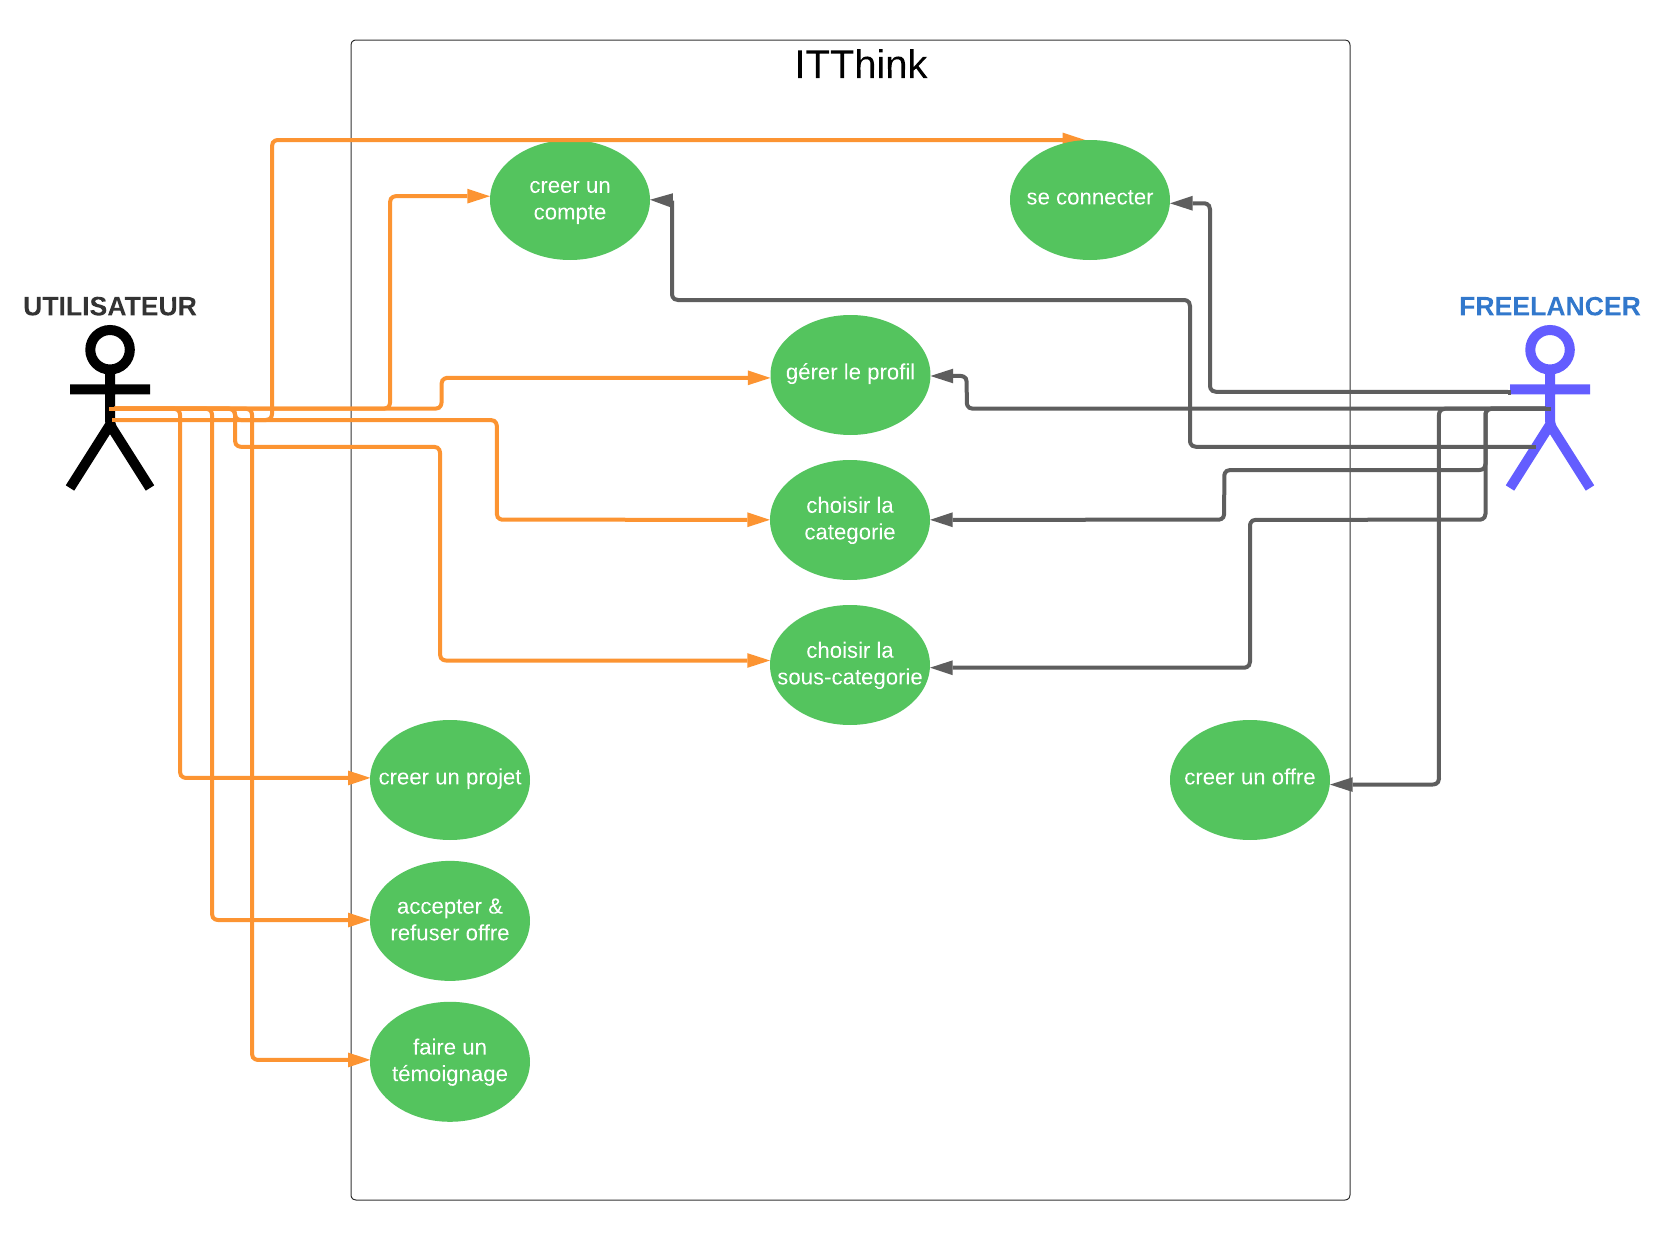 ITThink
creer un
compte
se connecter
UTILISATEUR
FREELANCER
gérer le profil
choisir la
categorie
choisir la
sous-categorie
creer un projet
creer un offre
accepter &
refuser offre
faire un
témoignage